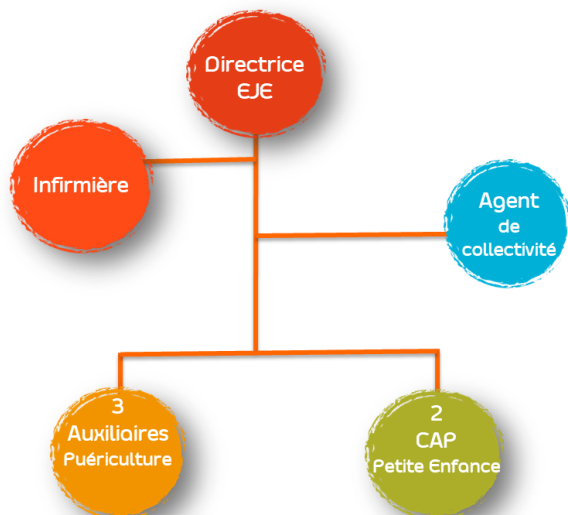 Directrice
EJE
Infirmière
Agent
de
collectivité
3
Auxiliaires
Puériculture
2
CAP
Petite Enfance